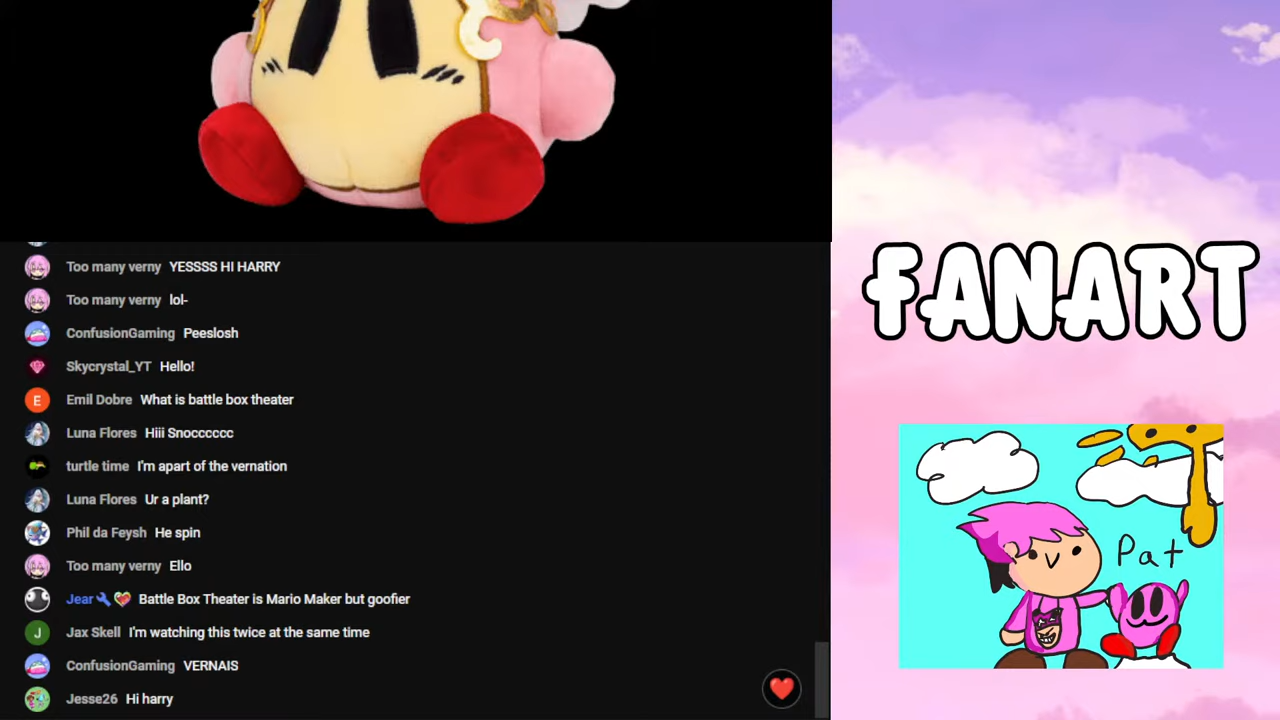 Too many verny YESSSS HI HARRY
Too many verny lol-
ConfusionGaming Peeslosh
Skycrystal_YT Hello!
E Emil Dobre What is battle box theater
Luna Flores Hiii Snocccccc
turtle time I'm apart of the vernation
Luna Flores Ur a plant?
Phil da Feysh He spin
Too many verny Ello
Jear Battle Box Theater is Mario Maker but goofier
J Jax Skell I'm watching this twice at the same time
ConfusionGaming VERNAIS
Jesse26 Hi harry
FANART
Pat